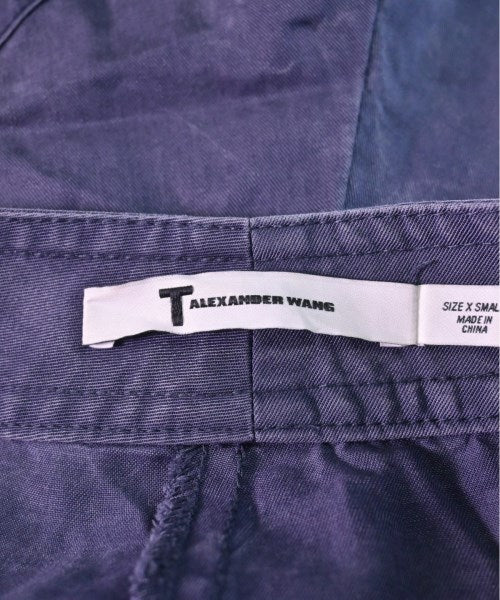 T ALEXANDER WANG
SIZE X SMALL
MADE IN
CHINA